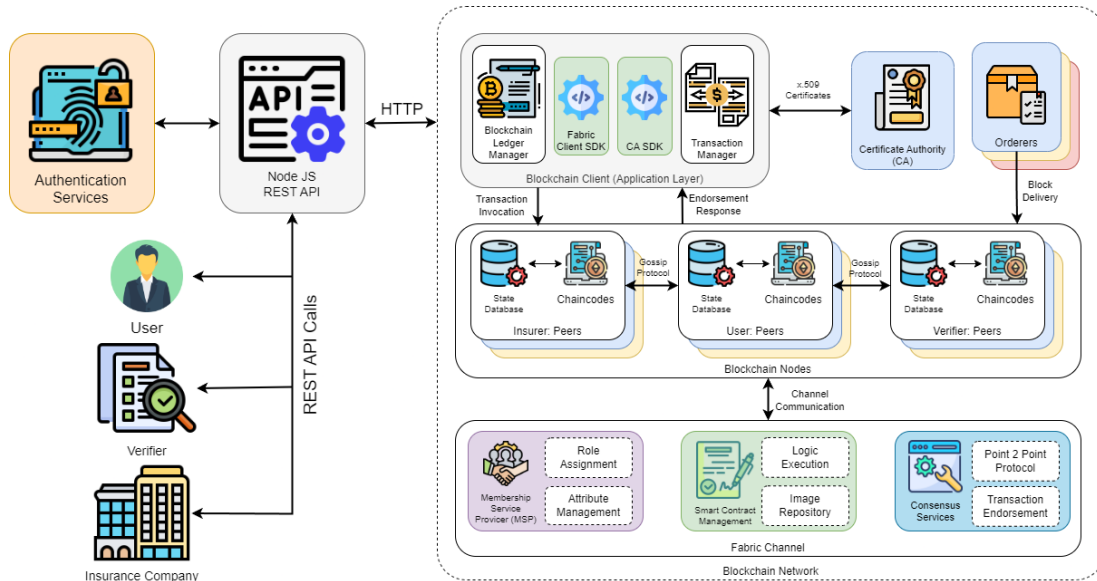 Authentication
Services
API
Node JS
REST API
HTTP
User
Verifier
Insurance Company
REST API Calls
Blockchain
Ledger
Manager
Fabric
Client SDK
CA SDK
Transaction
Manager
Blockchain Client (Application Layer)
x.509
Certificates
Certificate Authority
(CA)
Orderers
Transaction
Invocation
Endorsement
Response
Block
Delivery
State
Database
Chaincodes
Insurer: Peers
Gossip
Protocol
State
Database
Chaincodes
User: Peers
Gossip
Protocol
State
Database
Chaincodes
Verifier: Peers
Blockchain Nodes
Channel
Communication
Membership
Service
Provider (MSP)
Role
Assignment
Attribute
Management
Smart Contract
Management
Logic
Execution
Image
Repository
Consensus
Services
Point 2 Point
Protocol
Transaction
Endorsement
Fabric Channel
Blockchain Network